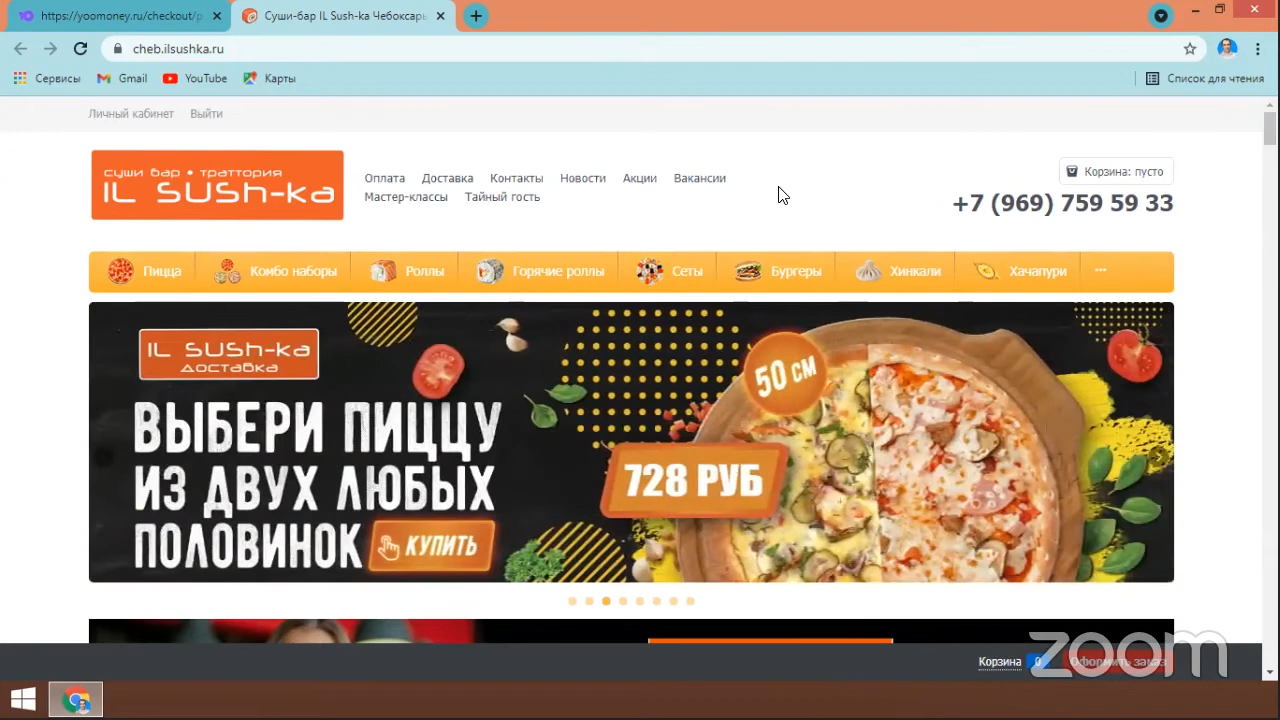 https://yoomoney.ru/checkout/p
Суши-бар IL Sush-ka Чебоксары
cheb.ilsushka.ru
Сервисы Gmail YouTube Карты Список для чтения
Личный кабинет Выйти
суши бар • траттория
IL SUSH-ka
Оплата Доставка Контакты Новости Акции Вакансии
Мастер-классы Тайный гость
Корзина: пусто
+7 (969) 759 59 33
Пицца Комбо наборы Роллы Горячие роллы Сеты Бургеры Хинкали Хачапури ...
IL SUSH-ka
доставка
50 СМ
ВЫБЕРИ ПИЦЦУ
ИЗ ДВУХ ЛЮБЫХ
ПОЛОВИНОК
КУПИТЬ
728 РУБ
Корзина 0 Оформить заказ
zoom